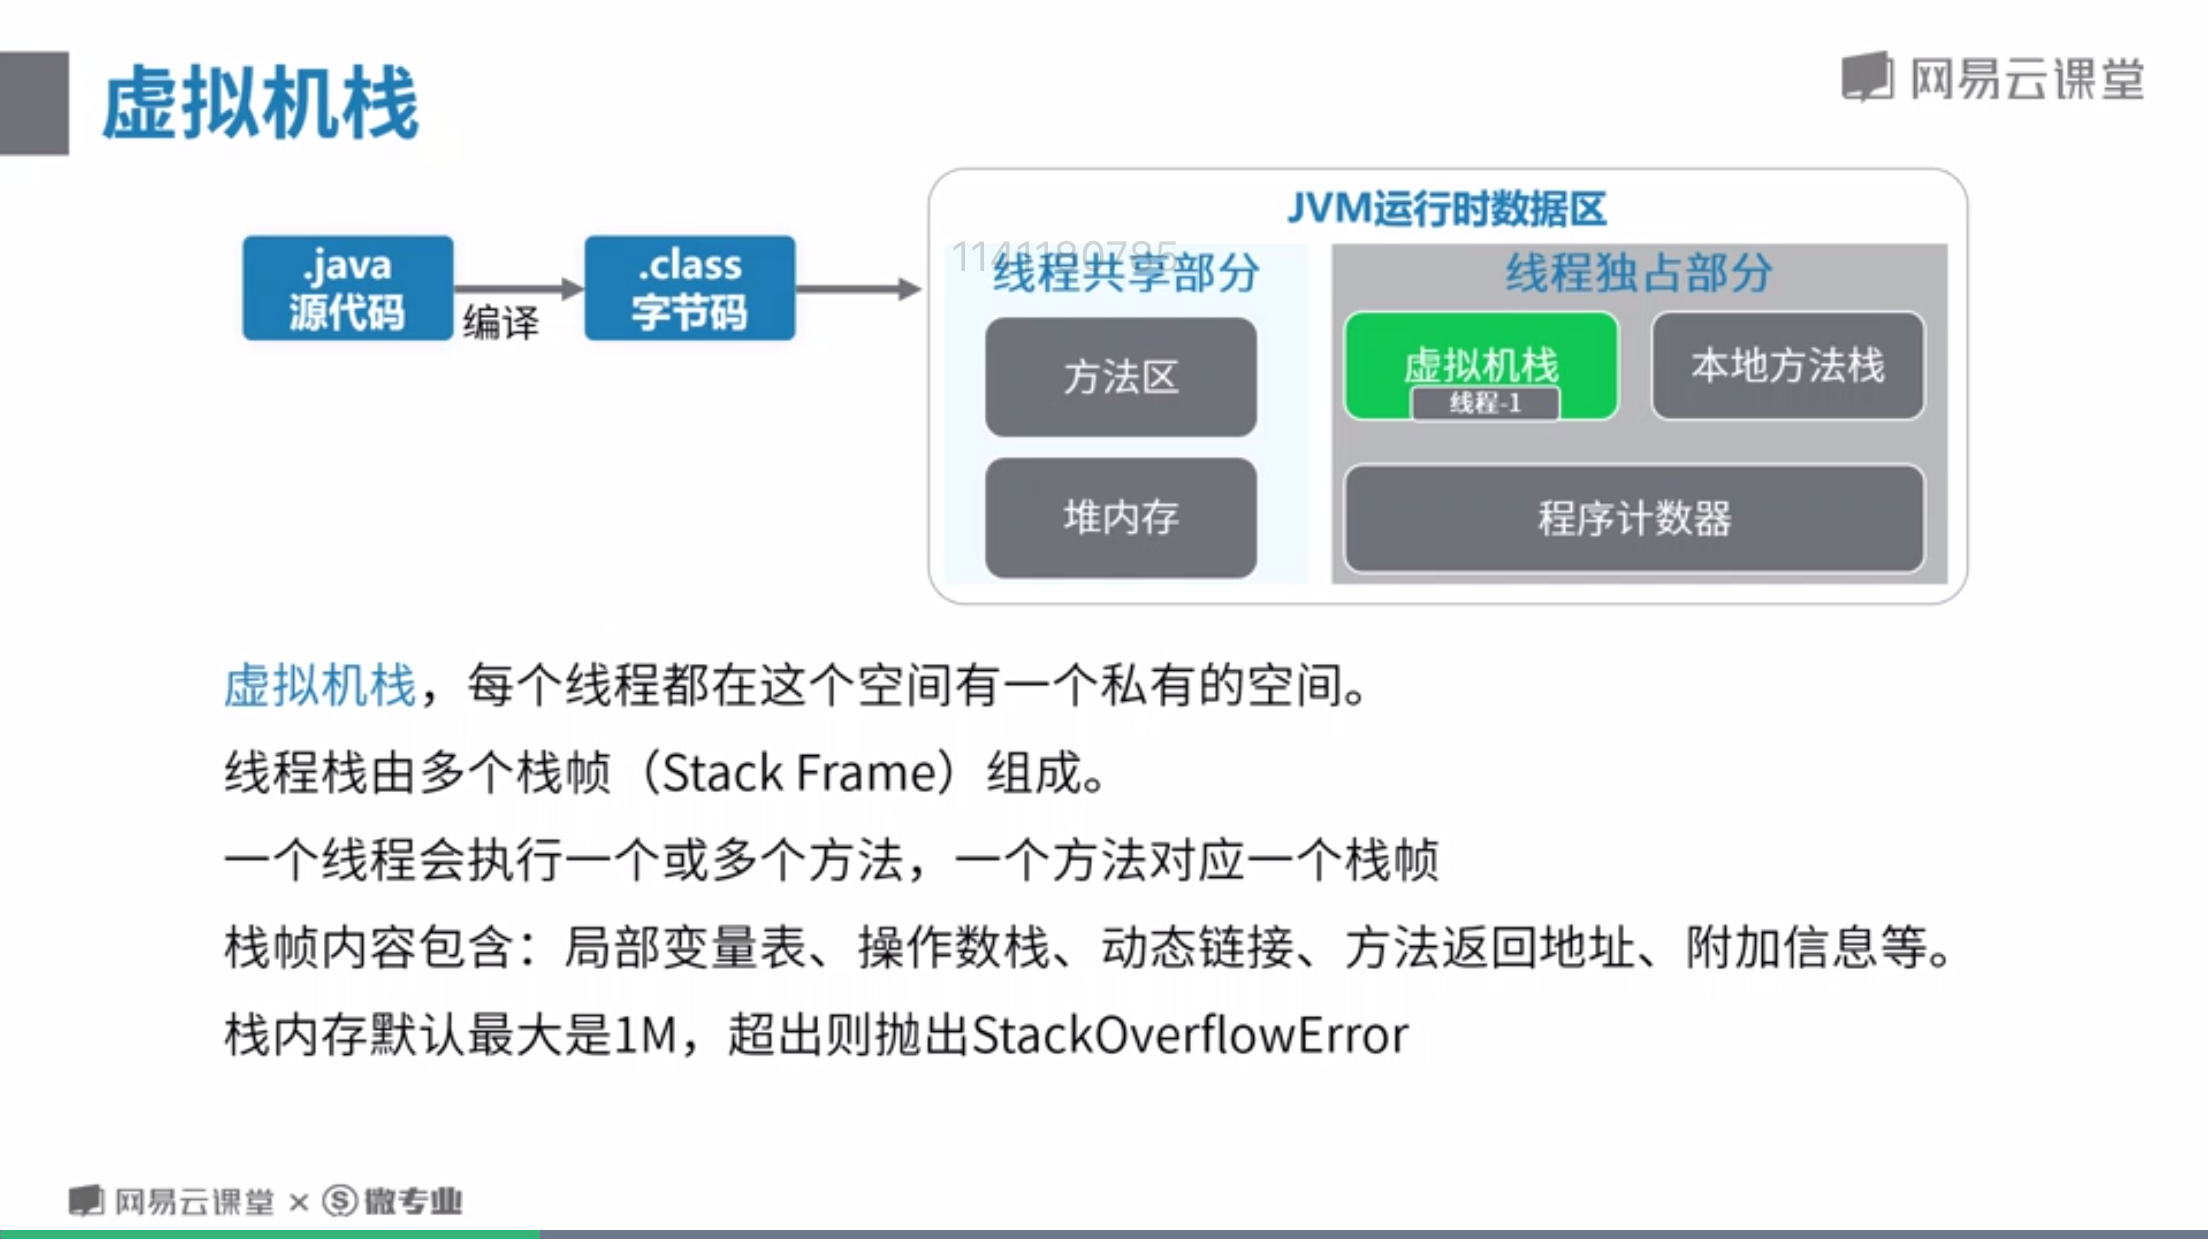 虚拟机栈
网易云课堂
JVM运行时数据区
.java
源代码
编译
.class
字节码
1141180785
线程共享部分
方法区
堆内存
线程独占部分
虚拟机栈
线程-1
本地方法栈
程序计数器
虚拟机栈，每个线程都在这个空间有一个私有的空间。
线程栈由多个栈帧（Stack Frame）组成。
一个线程会执行一个或多个方法，一个方法对应一个栈帧
栈帧内容包含：局部变量表、操作数栈、动态链接、方法返回地址、附加信息等。
栈内存默认最大是1M，超出则抛出StackOverflowError
网易云课堂 × S 微专业